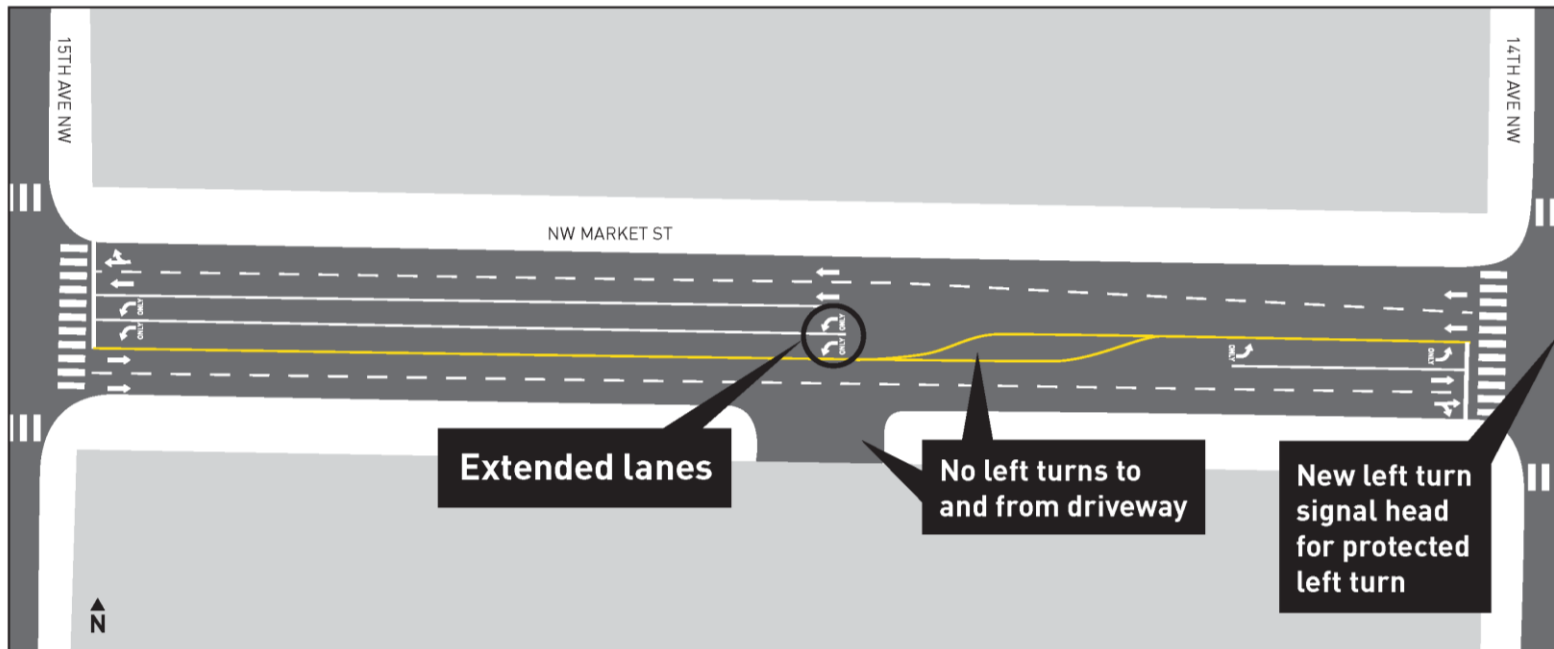 15TH AVE NW
14TH AVE NW
NW MARKET ST
ONLY
ONLY
ONLY
ONLY
ONLY
ONLY
Extended lanes
No left turns to
and from driveway
New left turn
signal head
for protected
left turn
N